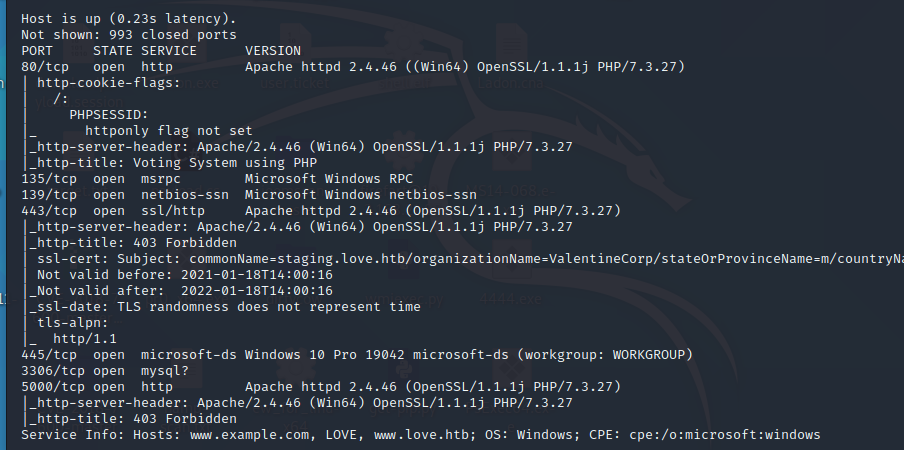 Host is up (0.23s latency).
Not shown: 993 closed ports
PORT     STATE SERVICE      VERSION
80/tcp   open  http         Apache httpd 2.4.46 ((Win64) OpenSSL/1.1.1j PHP/7.3.27)
| http-cookie-flags:
|   /:
|     PHPSESSID:
|_      httponly flag not set
|_http-server-header: Apache/2.4.46 (Win64) OpenSSL/1.1.1j PHP/7.3.27
|_http-title: Voting System using PHP
135/tcp  open  msrpc        Microsoft Windows RPC
139/tcp  open  netbios-ssn  Microsoft Windows netbios-ssn
443/tcp  open  ssl/http     Apache httpd 2.4.46 (OpenSSL/1.1.1j PHP/7.3.27)
|_http-server-header: Apache/2.4.46 (Win64) OpenSSL/1.1.1j PHP/7.3.27
|_http-title: 403 Forbidden
| ssl-cert: Subject: commonName=staging.love.htb/organizationName=ValentineCorp/stateOrProvinceName=m/countryNa
| Not valid before: 2021-01-18T14:00:16
|_Not valid after:  2022-01-18T14:00:16
|_ssl-date: TLS randomness does not represent time
| tls-alpn:
|_  http/1.1
445/tcp  open  microsoft-ds Windows 10 Pro 19042 microsoft-ds (workgroup: WORKGROUP)
3306/tcp open  mysql?
5000/tcp open  http         Apache httpd 2.4.46 (OpenSSL/1.1.1j PHP/7.3.27)
|_http-server-header: Apache/2.4.46 (Win64) OpenSSL/1.1.1j PHP/7.3.27
|_http-title: 403 Forbidden
Service Info: Hosts: www.example.com, LOVE, www.love.htb; OS: Windows; CPE: cpe:/o:microsoft:windows